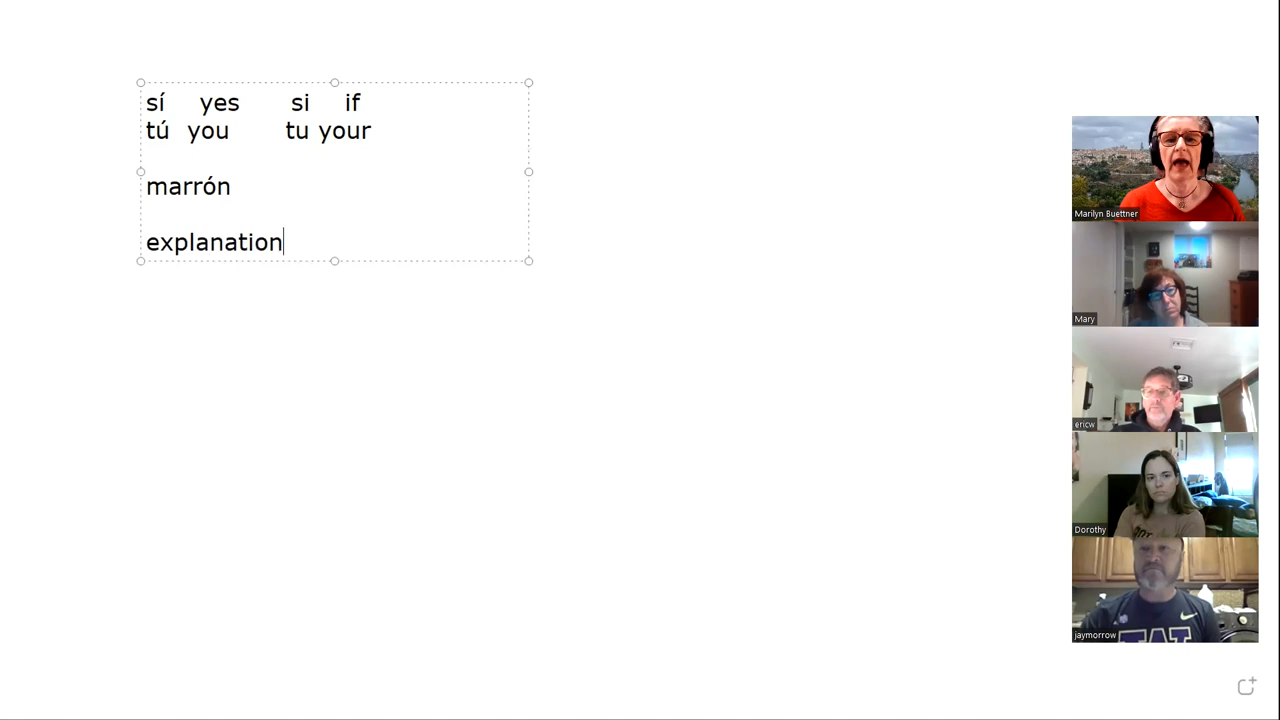 sí yes si if
tú you tu your
marrón
explanation
Marilyn Buettner
Mary
ericw
Dorothy
jaymorrow